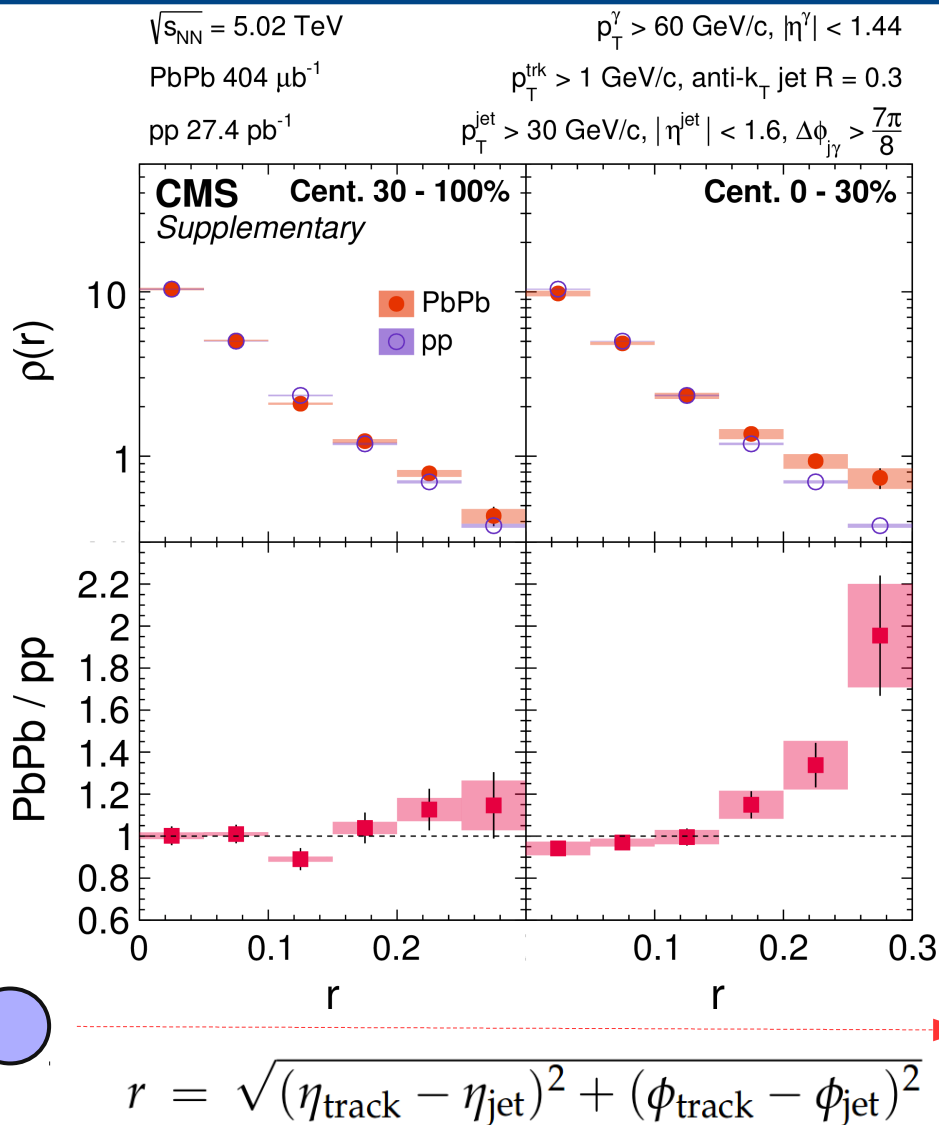 √s_NN = 5.02 TeV
p_T^γ > 60 GeV/c, |η^γ| < 1.44
PbPb 404 μb⁻¹
p_T^trk > 1 GeV/c, anti-k_T jet R = 0.3
pp 27.4 pb⁻¹
p_T^jet > 30 GeV/c, |η^jet| < 1.6, Δϕ_jγ > 7π/8
CMS
Supplementary
Cent. 30 - 100%
Cent. 0 - 30%
PbPb
pp
ρ(r)
10
1
PbPb / pp
2.2
2
1.8
1.6
1.4
1.2
1
0.8
0.6
0 0.1 0.2
0.1 0.2 0.3
r
r
r = √(η_track − η_jet)² + (ϕ_track − ϕ_jet)²